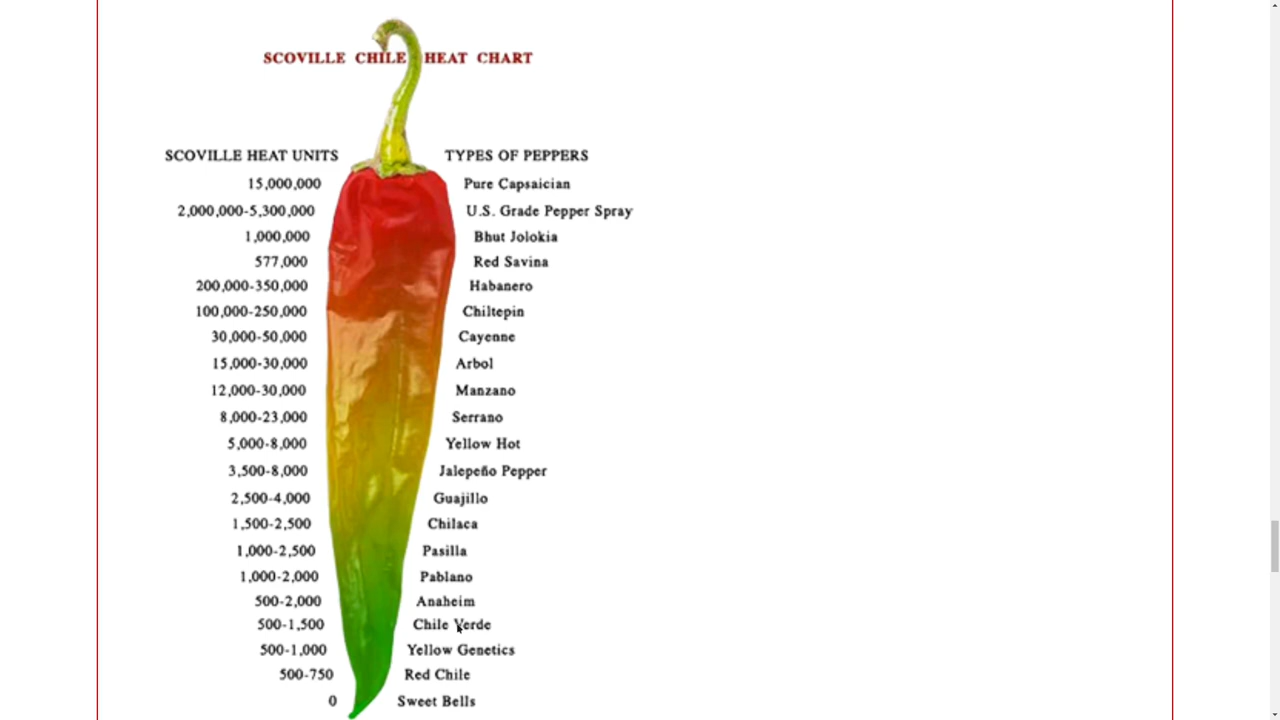 SCOVILLE CHILE HEAT CHART
SCOVILLE HEAT UNITS TYPES OF PEPPERS
15,000,000 Pure Capsaician
2,000,000-5,300,000 U.S. Grade Pepper Spray
1,000,000 Bhut Jolokia
577,000 Red Savina
200,000-350,000 Habanero
100,000-250,000 Chiltepin
30,000-50,000 Cayenne
15,000-30,000 Arbol
12,000-30,000 Manzano
8,000-23,000 Serrano
5,000-8,000 Yellow Hot
3,500-8,000 Jalepeño Pepper
2,500-4,000 Guajillo
1,500-2,500 Chilaca
1,000-2,500 Pasilla
1,000-2,000 Pablano
500-2,000 Anaheim
500-1,500 Chile Verde
500-1,000 Yellow Genetics
500-750 Red Chile
0 Sweet Bells